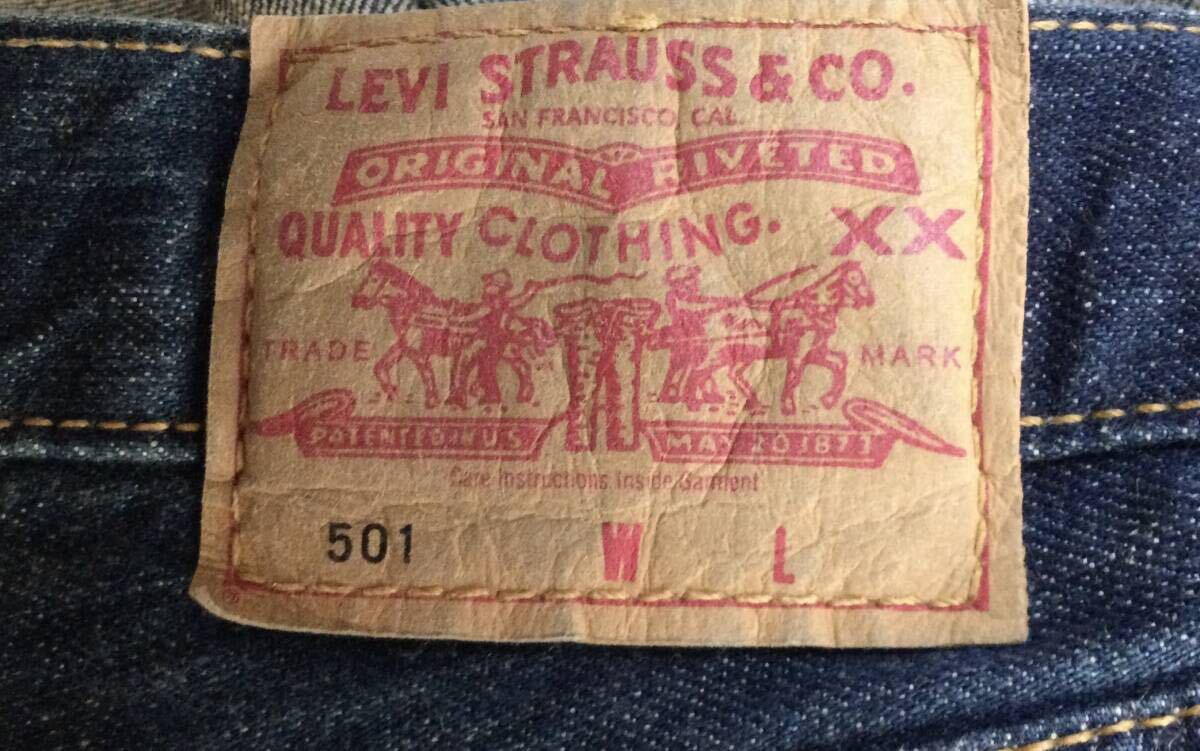 LEVI STRAUSS & CO.
SAN FRANCISCO, CAL.
ORIGINAL RIVETED
QUALITY CLOTHING. XX
TRADE MARK
PATENTED IN U.S. MAY 20 1873
Care Instructions Inside Garment
501 W L
®